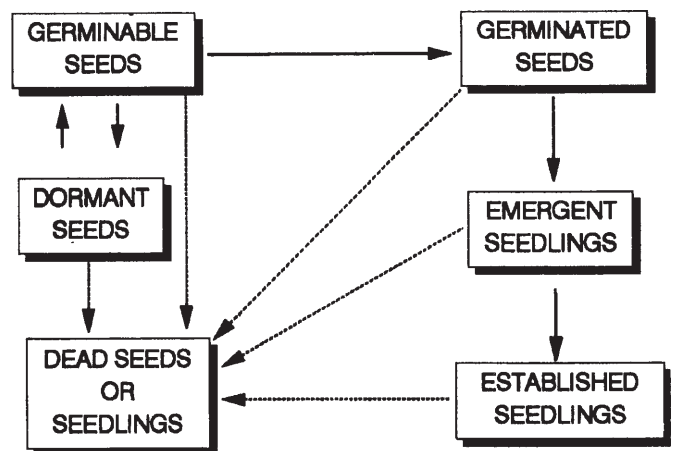 GERMINABLE
SEEDS
GERMINATED
SEEDS
DORMANT
SEEDS
EMERGENT
SEEDLINGS
DEAD SEEDS
OR
SEEDLINGS
ESTABLISHED
SEEDLINGS